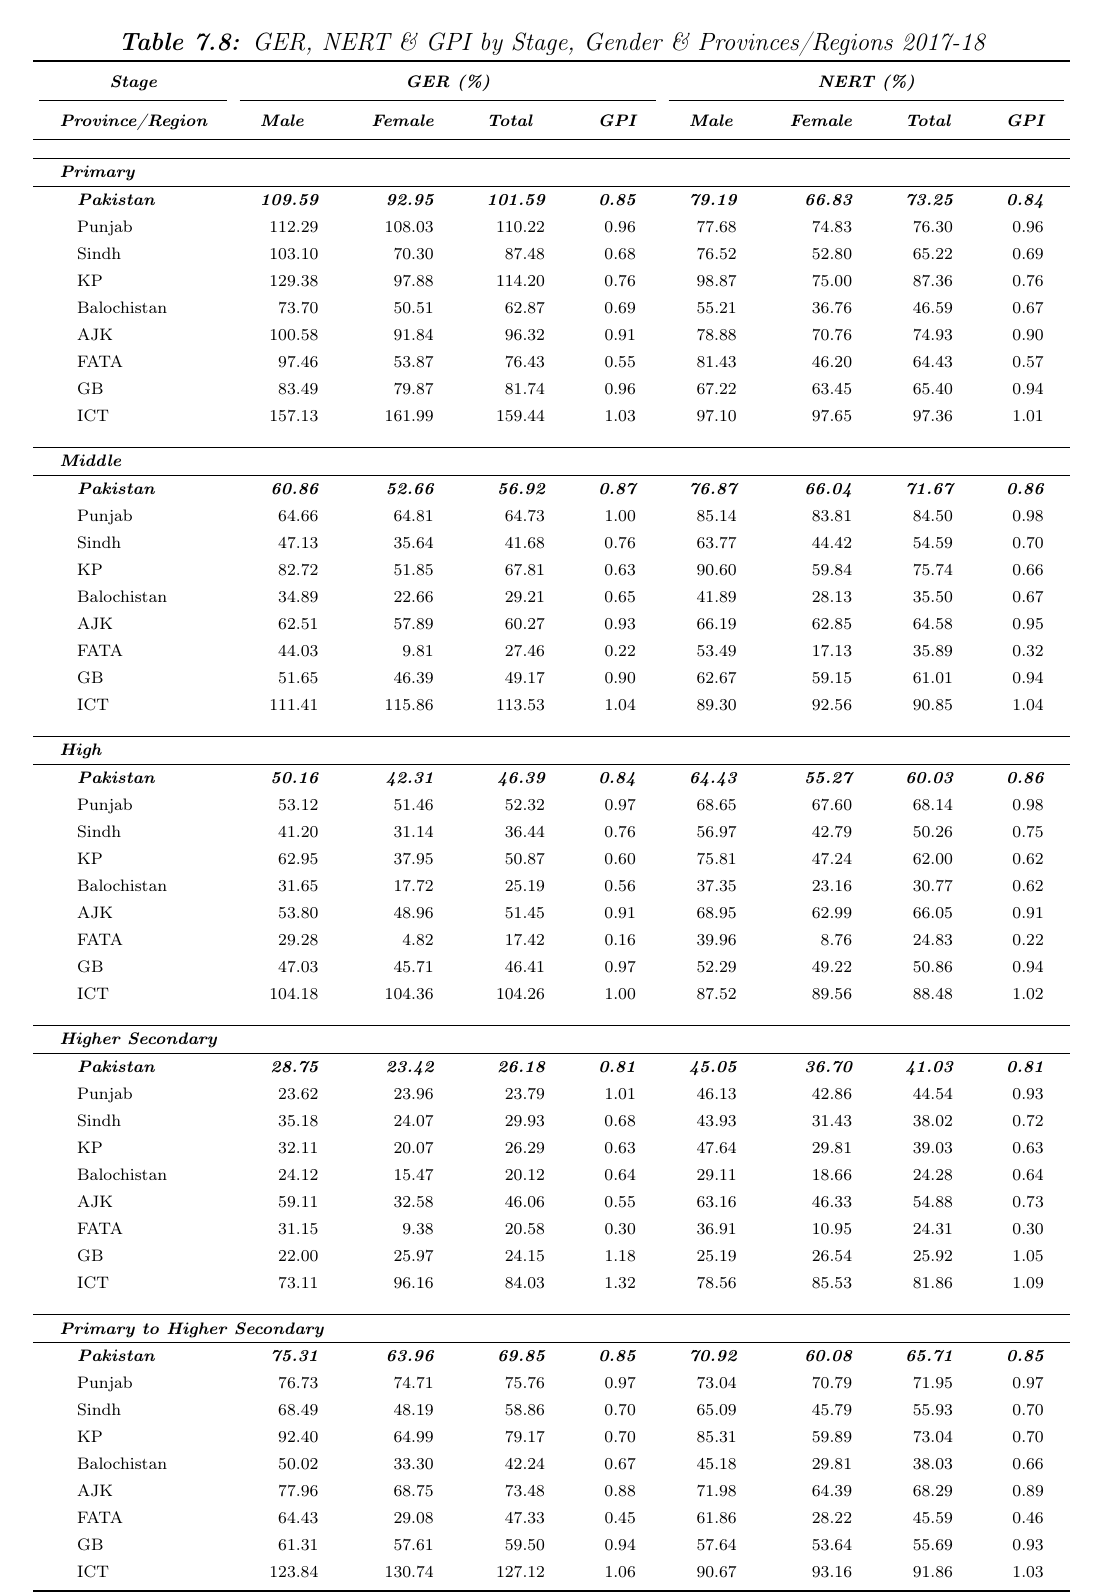 Table 7.8: GER, NERT & GPI by Stage, Gender & Provinces/Regions 2017-18
Stage GER (%) NERT (%)
Province/Region Male Female Total GPI Male Female Total GPI
Primary
Pakistan 109.59 92.95 101.59 0.85 79.19 66.83 73.25 0.84
Punjab 112.29 108.03 110.22 0.96 77.68 74.83 76.30 0.96
Sindh 103.10 70.30 87.48 0.68 76.52 52.80 65.22 0.69
KP 129.38 97.88 114.20 0.76 98.87 75.00 87.36 0.76
Balochistan 73.70 50.51 62.87 0.69 55.21 36.76 46.59 0.67
AJK 100.58 91.84 96.32 0.91 78.88 70.76 74.93 0.90
FATA 97.46 53.87 76.43 0.55 81.43 46.20 64.43 0.57
GB 83.49 79.87 81.74 0.96 67.22 63.45 65.40 0.94
ICT 157.13 161.99 159.44 1.03 97.10 97.65 97.36 1.01
Middle
Pakistan 60.86 52.66 56.92 0.87 76.87 66.04 71.67 0.86
Punjab 64.66 64.81 64.73 1.00 85.14 83.81 84.50 0.98
Sindh 47.13 35.64 41.68 0.76 63.77 44.42 54.59 0.70
KP 82.72 51.85 67.81 0.63 90.60 59.84 75.74 0.66
Balochistan 34.89 22.66 29.21 0.65 41.89 28.13 35.50 0.67
AJK 62.51 57.89 60.27 0.93 66.19 62.85 64.58 0.95
FATA 44.03 9.81 27.46 0.22 53.49 17.13 35.89 0.32
GB 51.65 46.39 49.17 0.90 62.67 59.15 61.01 0.94
ICT 111.41 115.86 113.53 1.04 89.30 92.56 90.85 1.04
High
Pakistan 50.16 42.31 46.39 0.84 64.43 55.27 60.03 0.86
Punjab 53.12 51.46 52.32 0.97 68.65 67.60 68.14 0.98
Sindh 41.20 31.14 36.44 0.76 56.97 42.79 50.26 0.75
KP 62.95 37.95 50.87 0.60 75.81 47.24 62.00 0.62
Balochistan 31.65 17.72 25.19 0.56 37.35 23.16 30.77 0.62
AJK 53.80 48.96 51.45 0.91 68.95 62.99 66.05 0.91
FATA 29.28 4.82 17.42 0.16 39.96 8.76 24.83 0.22
GB 47.03 45.71 46.41 0.97 52.29 49.22 50.86 0.94
ICT 104.18 104.36 104.26 1.00 87.52 89.56 88.48 1.02
Higher Secondary
Pakistan 28.75 23.42 26.18 0.81 45.05 36.70 41.03 0.81
Punjab 23.62 23.96 23.79 1.01 46.13 42.86 44.54 0.93
Sindh 35.18 24.07 29.93 0.68 43.93 31.43 38.02 0.72
KP 32.11 20.07 26.29 0.63 47.64 29.81 39.03 0.63
Balochistan 24.12 15.47 20.12 0.64 29.11 18.66 24.28 0.64
AJK 59.11 32.58 46.06 0.55 63.16 46.33 54.88 0.73
FATA 31.15 9.38 20.58 0.30 36.91 10.95 24.31 0.30
GB 22.00 25.97 24.15 1.18 25.19 26.54 25.92 1.05
ICT 73.11 96.16 84.03 1.32 78.56 85.53 81.86 1.09
Primary to Higher Secondary
Pakistan 75.31 63.96 69.85 0.85 70.92 60.08 65.71 0.85
Punjab 76.73 74.71 75.76 0.97 73.04 70.79 71.95 0.97
Sindh 68.49 48.19 58.86 0.70 65.09 45.79 55.93 0.70
KP 92.40 64.99 79.17 0.70 85.31 59.89 73.04 0.70
Balochistan 50.02 33.30 42.24 0.67 45.18 29.81 38.03 0.66
AJK 77.96 68.75 73.48 0.88 71.98 64.39 68.29 0.89
FATA 64.43 29.08 47.33 0.45 61.86 28.22 45.59 0.46
GB 61.31 57.61 59.50 0.94 57.64 53.64 55.69 0.93
ICT 123.84 130.74 127.12 1.06 90.67 93.16 91.86 1.03